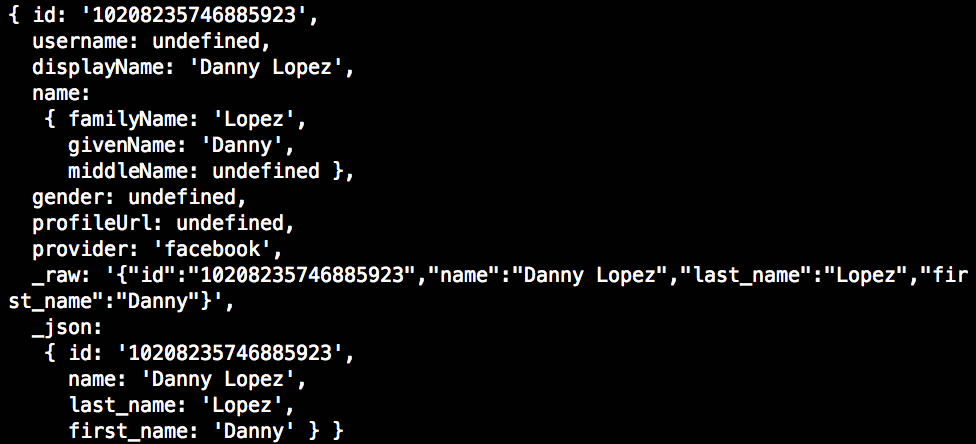 { id: '10208235746885923',
  username: undefined,
  displayName: 'Danny Lopez',
  name:
   { familyName: 'Lopez',
     givenName: 'Danny',
     middleName: undefined },
  gender: undefined,
  profileUrl: undefined,
  provider: 'facebook',
  _raw: '{"id":"10208235746885923","name":"Danny Lopez","last_name":"Lopez","fir
st_name":"Danny"}',
  _json:
   { id: '10208235746885923',
     name: 'Danny Lopez',
     last_name: 'Lopez',
     first_name: 'Danny' } }